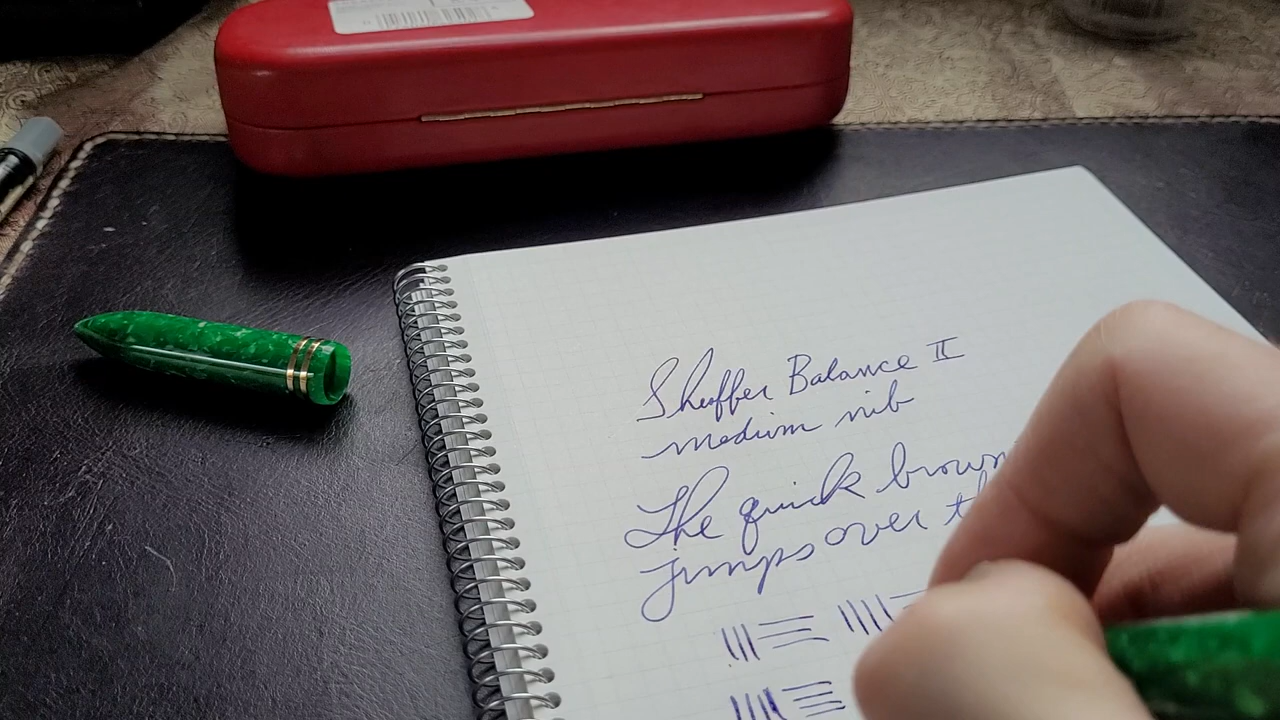 Sheaffer Balance II
medium nib
The quick brown
jumps over